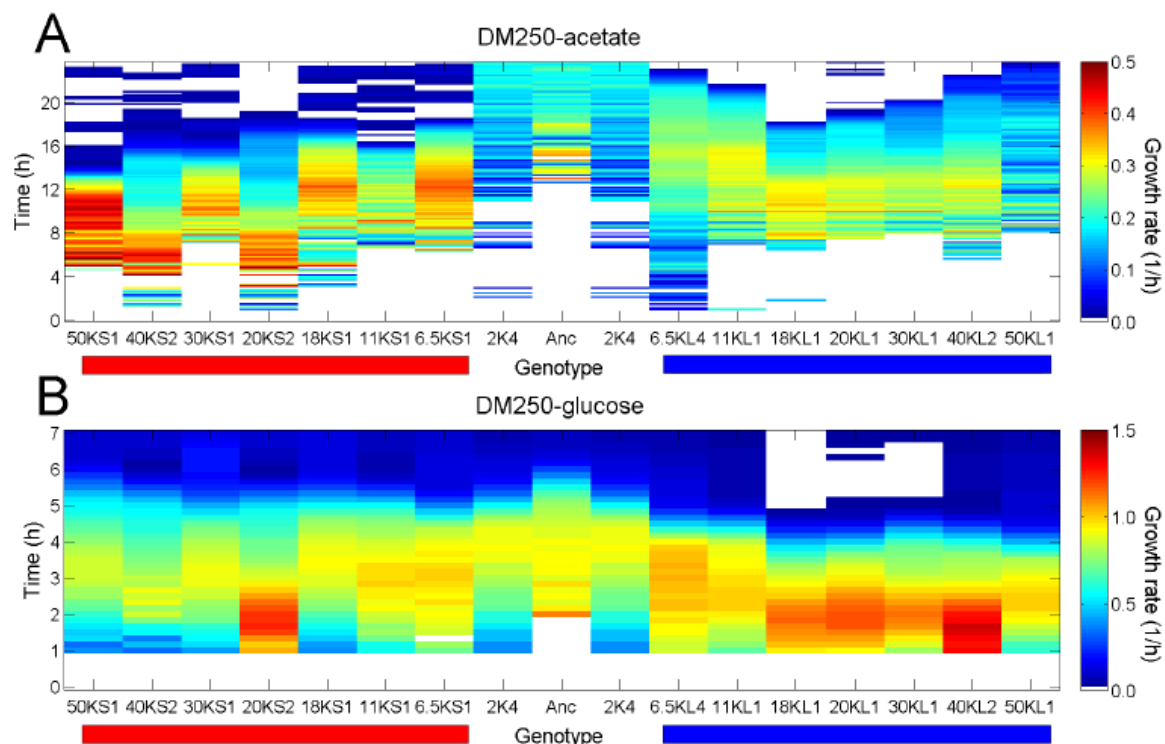 A
DM250-acetate
0.5
0.4
0.3
0.2
0.1
0.0
Growth rate (1/h)
20
16
12
8
4
0
Time (h)
50KS1 40KS2 30KS1 20KS2 18KS1 11KS1 6.5KS1 2K4 Anc 2K4 6.5KL4 11KL1 18KL1 20KL1 30KL1 40KL2 50KL1
Genotype
B
DM250-glucose
1.5
1.0
0.5
0.0
Growth rate (1/h)
7
6
5
4
3
2
1
0
Time (h)
50KS1 40KS2 30KS1 20KS2 18KS1 11KS1 6.5KS1 2K4 Anc 2K4 6.5KL4 11KL1 18KL1 20KL1 30KL1 40KL2 50KL1
Genotype